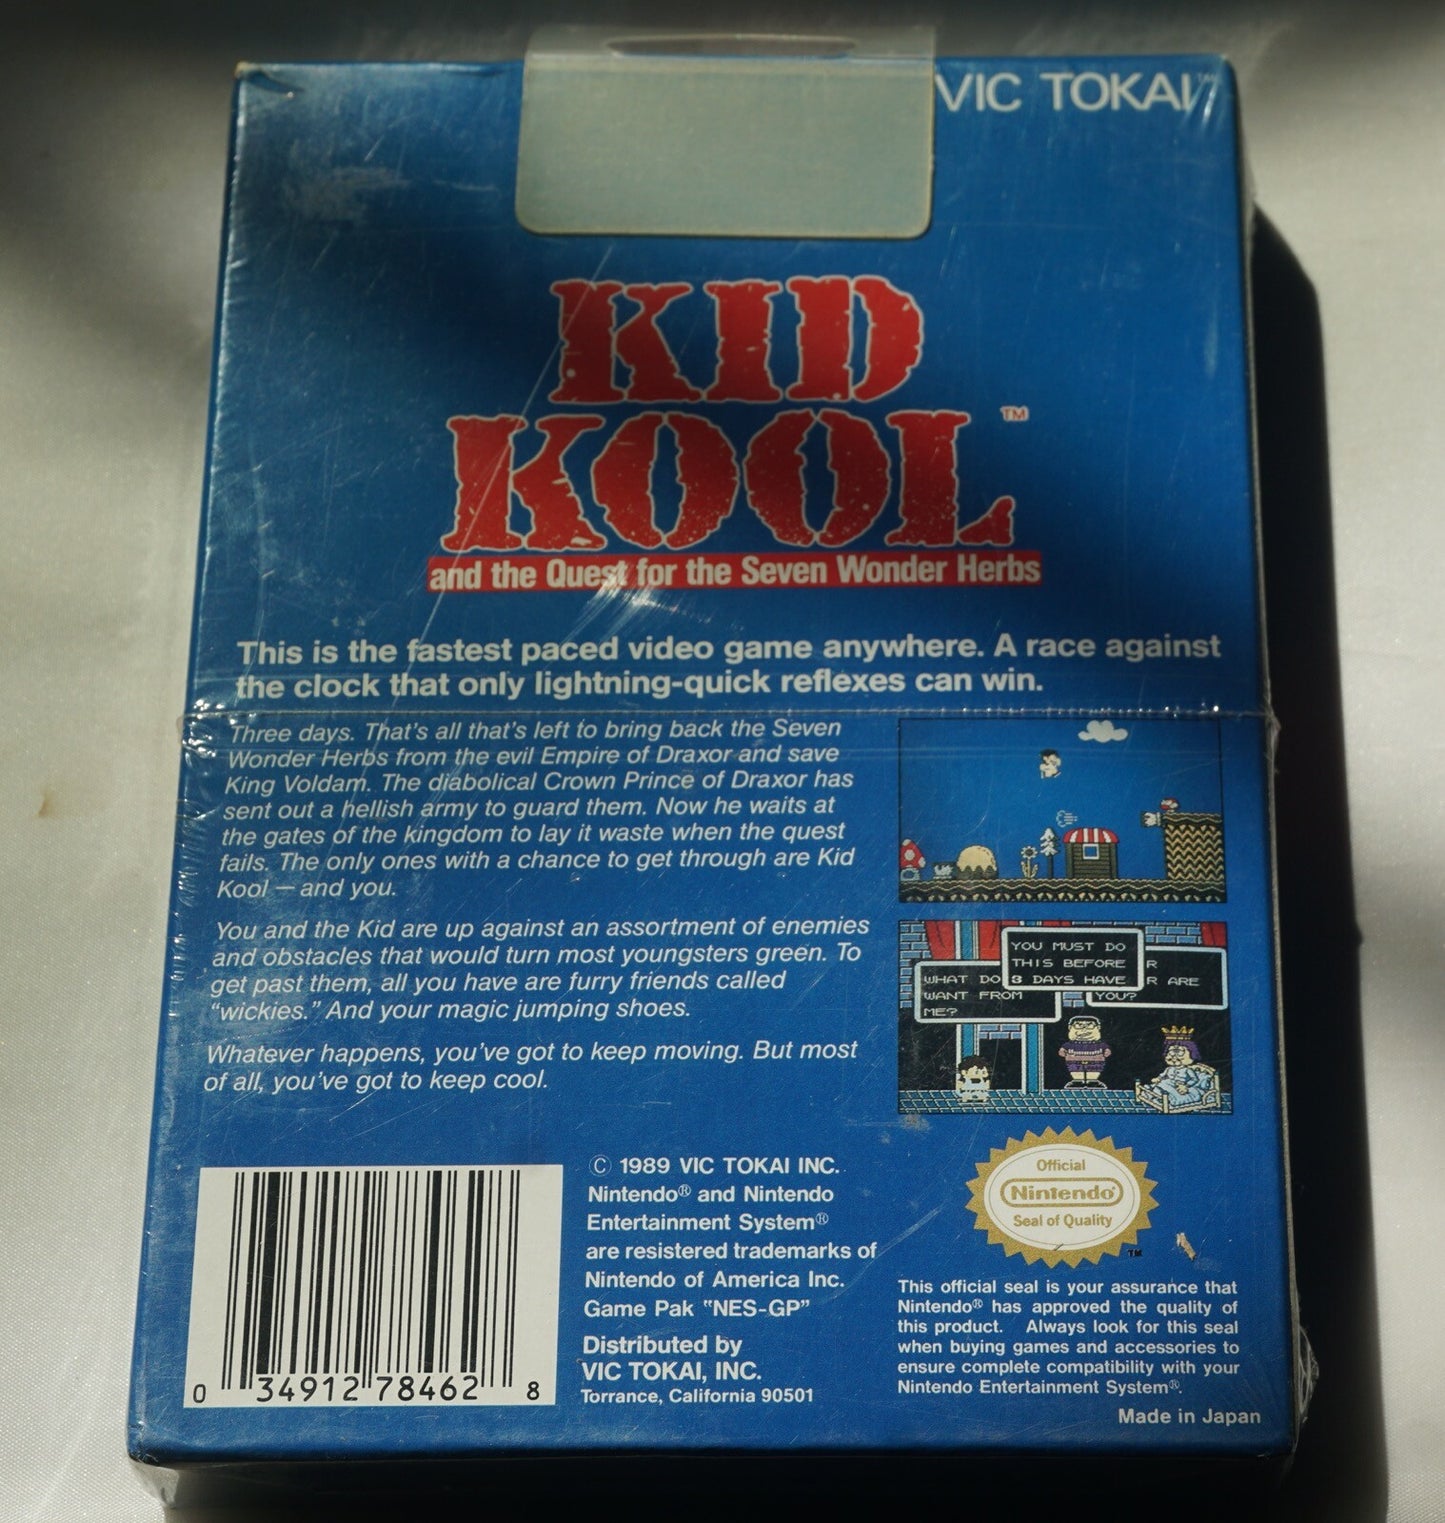 VIC TOKAI™
KID
KOOL™
and the Quest for the Seven Wonder Herbs
This is the fastest paced video game anywhere. A race against
the clock that only lightning-quick reflexes can win.
Three days. That's all that's left to bring back the Seven
Wonder Herbs from the evil Empire of Draxor and save
King Voldam. The diabolical Crown Prince of Draxor has
sent out a hellish army to guard them. Now he waits at
the gates of the kingdom to lay it waste when the quest
fails. The only ones with a chance to get through are Kid
Kool — and you.
You and the Kid are up against an assortment of enemies
and obstacles that would turn most youngsters green. To
get past them, all you have are furry friends called
“wickies.” And your magic jumping shoes.
Whatever happens, you've got to keep moving. But most
of all, you've got to keep cool.
YOU MUST DO
THIS BEFORE
3 DAYS HAVE
WHAT DO
WANT FROM
ME?
R
R ARE
YOU?
0 34912 78462 8
© 1989 VIC TOKAI INC.
Nintendo® and Nintendo
Entertainment System®
are resistered trademarks of
Nintendo of America Inc.
Game Pak "NES-GP"
Distributed by
VIC TOKAI, INC.
Torrance, California 90501
Official
Nintendo®
Seal of Quality
™
This official seal is your assurance that
Nintendo® has approved the quality of
this product. Always look for this seal
when buying games and accessories to
ensure complete compatibility with your
Nintendo Entertainment System®.
Made in Japan